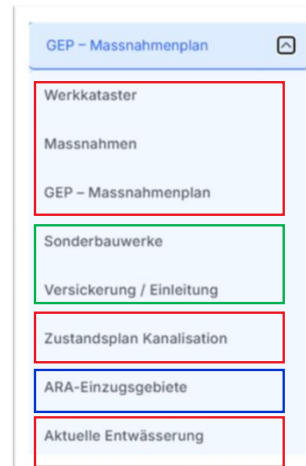 GEP – Massnahmenplan
Werkkataster
Massnahmen
GEP – Massnahmenplan
Sonderbauwerke
Versickerung / Einleitung
Zustandsplan Kanalisation
ARA-Einzugsgebiete
Aktuelle Entwässerung